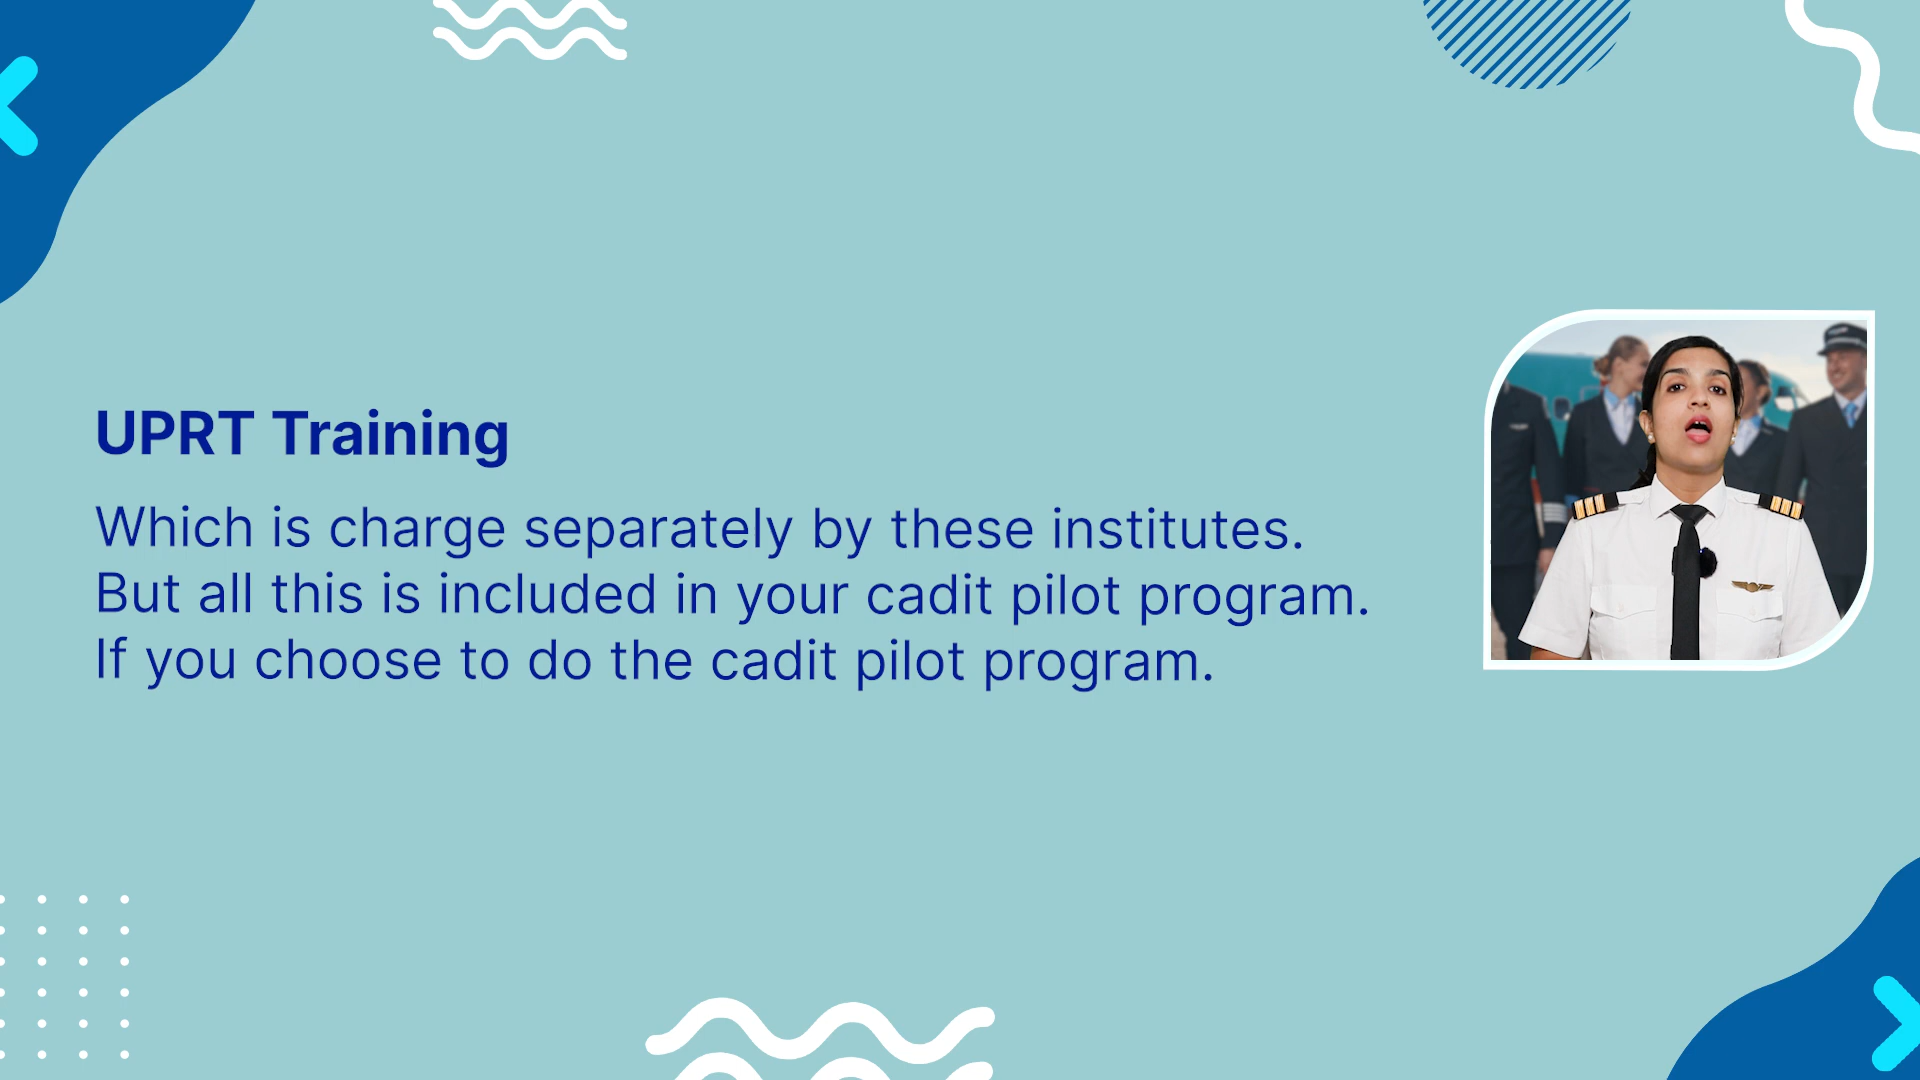 UPRT Training
Which is charge separately by these institutes.
But all this is included in your cadit pilot program.
If you choose to do the cadit pilot program.